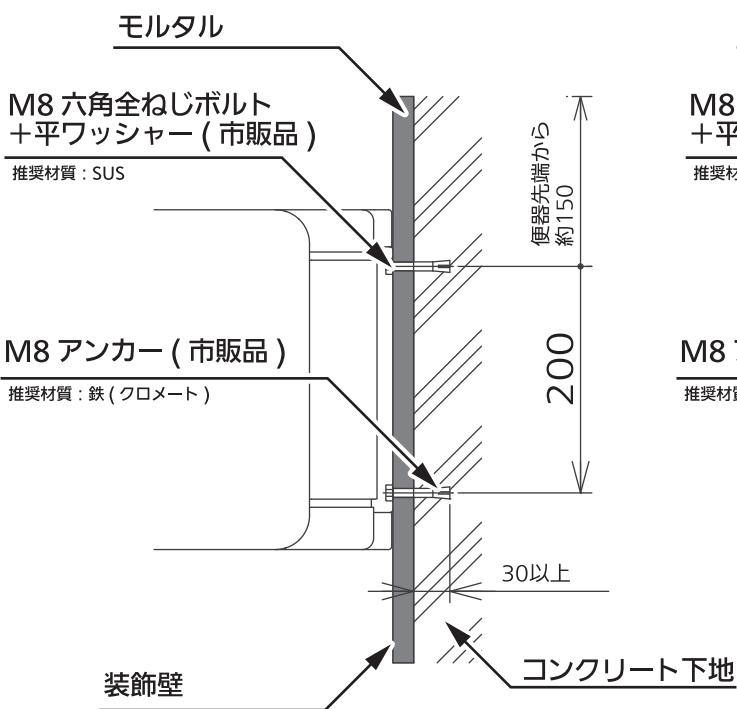 モルタル
M8 六角全ねじボルト
＋平ワッシャー ( 市販品 )
推奨材質 : SUS
M8 アンカー ( 市販品 )
推奨材質 : 鉄 ( クロメート )
装飾壁
便器先端から
約150
200
30以上
コンクリート下地
M8
＋平
推奨材
M8
推奨材質